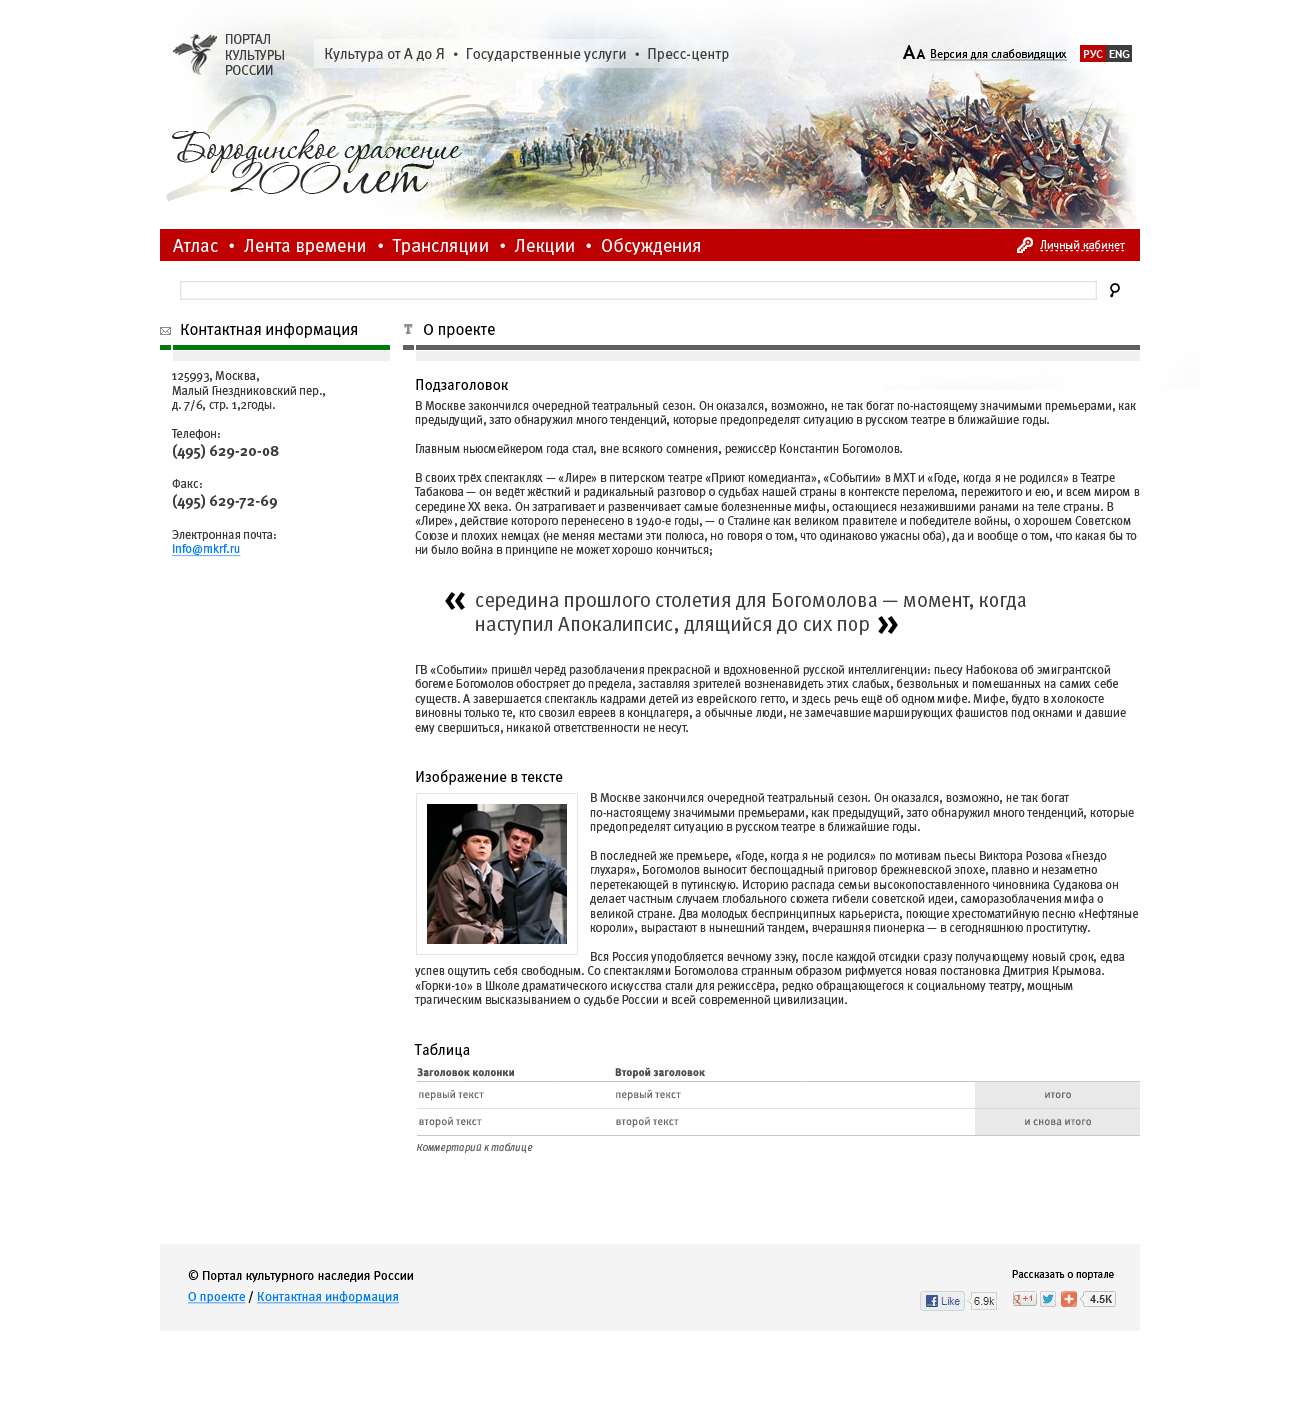 ПОРТАЛ
КУЛЬТУРЫ
РОССИИ
Культура от А до Я • Государственные услуги • Пресс-центр
АА Версия для слабовидящих РУС ENG
Бородинское сражение
200 лет
Атлас • Лента времени • Трансляции • Лекции • Обсуждения
Личный кабинет
Контактная информация
125993, Москва,
Малый Гнездниковский пер.,
д. 7/6, стр. 1,2годы.
Телефон:
(495) 629-20-08
Факс:
(495) 629-72-69
Электронная почта:
info@mkrf.ru
О проекте
Подзаголовок
В Москве закончился очередной театральный сезон. Он оказался, возможно, не так богат по-настоящему значимыми премьерами, как
предыдущий, зато обнаружил много тенденций, которые предопределят ситуацию в русском театре в ближайшие годы.
Главным ньюсмейкером года стал, вне всякого сомнения, режиссёр Константин Богомолов.
В своих трёх спектаклях — «Лире» в питерском театре «Приют комедианта», «Событии» в МХТ и «Годе, когда я не родился» в Театре
Табакова — он ведёт жёсткий и радикальный разговор о судьбах нашей страны в контексте перелома, пережитого и ею, и всем миром в
середине XX века. Он затрагивает и развенчивает самые болезненные мифы, остающиеся незажившими ранами на теле страны. В
«Лире», действие которого перенесено в 1940-е годы, — о Сталине как великом правителе и победителе войны, о хорошем Советском
Союзе и плохих немцах (не меняя местами эти полюса, но говоря о том, что одинаково ужасны оба), да и вообще о том, что какая бы то
ни было война в принципе не может хорошо кончиться;
« середина прошлого столетия для Богомолова — момент, когда
наступил Апокалипсис, длящийся до сих пор »
ГВ «Событии» пришёл черёд разоблачения прекрасной и вдохновенной русской интеллигенции: пьесу Набокова об эмигрантской
богеме Богомолов обостряет до предела, заставляя зрителей возненавидеть этих слабых, безвольных и помешанных на самих себе
существ. А завершается спектакль кадрами детей из еврейского гетто, и здесь речь ещё об одном мифе. Мифе, будто в холокосте
виновны только те, кто свозил евреев в концлагеря, а обычные люди, не замечавшие марширующих фашистов под окнами и давшие
ему свершиться, никакой ответственности не несут.
Изображение в тексте
В Москве закончился очередной театральный сезон. Он оказался, возможно, не так богат
по-настоящему значимыми премьерами, как предыдущий, зато обнаружил много тенденций, которые
предопределят ситуацию в русском театре в ближайшие годы.
В последней же премьере, «Годе, когда я не родился» по мотивам пьесы Виктора Розова «Гнездо
глухаря», Богомолов выносит беспощадный приговор брежневской эпохе, плавно и незаметно
перетекающей в путинскую. Историю распада семьи высокопоставленного чиновника Судакова он
делает частным случаем глобального сюжета гибели советской идеи, саморазоблачения мифа о
великой стране. Два молодых беспринципных карьериста, поющие хрестоматийную песню «Нефтяные
короли», вырастают в нынешний тандем, вчерашняя пионерка — в сегодняшнюю проститутку.
Вся Россия уподобляется вечному зэку, после каждой отсидки сразу получающему новый срок, едва
успев ощутить себя свободным. Со спектаклями Богомолова странным образом рифмуется новая постановка Дмитрия Крымова.
«Горки-10» в Школе драматического искусства стали для режиссёра, редко обращающегося к социальному театру, мощным
трагическим высказыванием о судьбе России и всей современной цивилизации.
Таблица
Заголовок колонки Второй заголовок
первый текст первый текст итого
второй текст второй текст и снова итого
Коммертарий к таблице
© Портал культурного наследия России
О проекте / Контактная информация
Рассказать о портале
Like 6.9k +1 4.5K